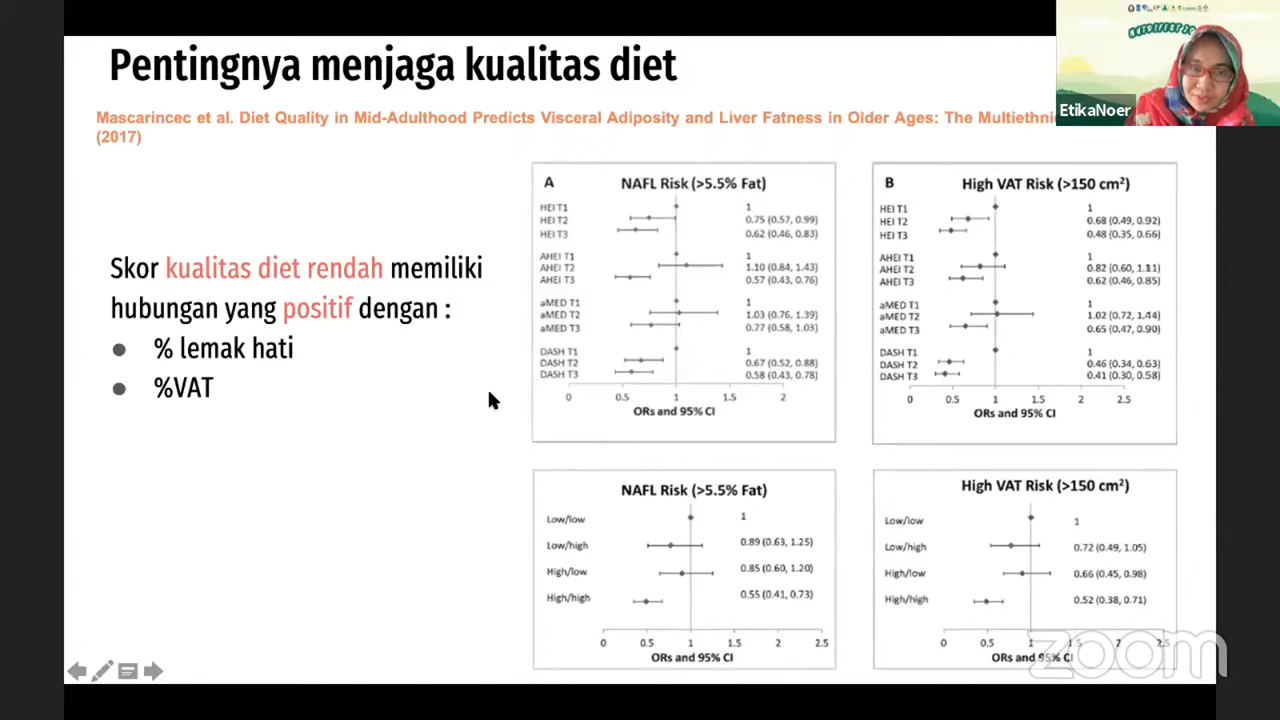 Pentingnya menjaga kualitas diet
EtikaNoer
Mascarincec et al. Diet Quality in Mid-Adulthood Predicts Visceral Adiposity and Liver Fatness in Older Ages: The Multiethni
(2017)
Skor kualitas diet rendah memiliki
hubungan yang positif dengan :
● % lemak hati
● %VAT
A NAFL Risk (>5.5% Fat)
HEI T1 1
HEI T2 0.75 (0.57, 0.99)
HEI T3 0.62 (0.46, 0.83)
AHEI T1 1
AHEI T2 1.10 (0.84, 1.43)
AHEI T3 0.57 (0.43, 0.76)
aMED T1 1
aMED T2 1.03 (0.76, 1.39)
aMED T3 0.77 (0.58, 1.03)
DASH T1 1
DASH T2 0.67 (0.52, 0.88)
DASH T3 0.58 (0.43, 0.78)
0 0.5 1 1.5 2
ORs and 95% CI
B High VAT Risk (>150 cm²)
HEI T1 1
HEI T2 0.68 (0.49, 0.92)
HEI T3 0.48 (0.35, 0.66)
AHEI T1 1
AHEI T2 0.82 (0.60, 1.11)
AHEI T3 0.62 (0.46, 0.85)
aMED T1 1
aMED T2 1.02 (0.72, 1.44)
aMED T3 0.65 (0.47, 0.90)
DASH T1 1
DASH T2 0.46 (0.34, 0.63)
DASH T3 0.41 (0.30, 0.58)
0 0.5 1 1.5 2 2.5
ORs and 95% CI
NAFL Risk (>5.5% Fat)
Low/low 1
Low/high 0.89 (0.63, 1.25)
High/low 0.85 (0.60, 1.20)
High/high 0.55 (0.41, 0.73)
0 0.5 1 1.5 2 2.5
ORs and 95% CI
High VAT Risk (>150 cm²)
Low/low 1
Low/high 0.72 (0.49, 1.05)
High/low 0.66 (0.45, 0.98)
High/high 0.52 (0.38, 0.71)
0 0.5 1 1.5 2 2.5
ORs and 95% CI
zoom